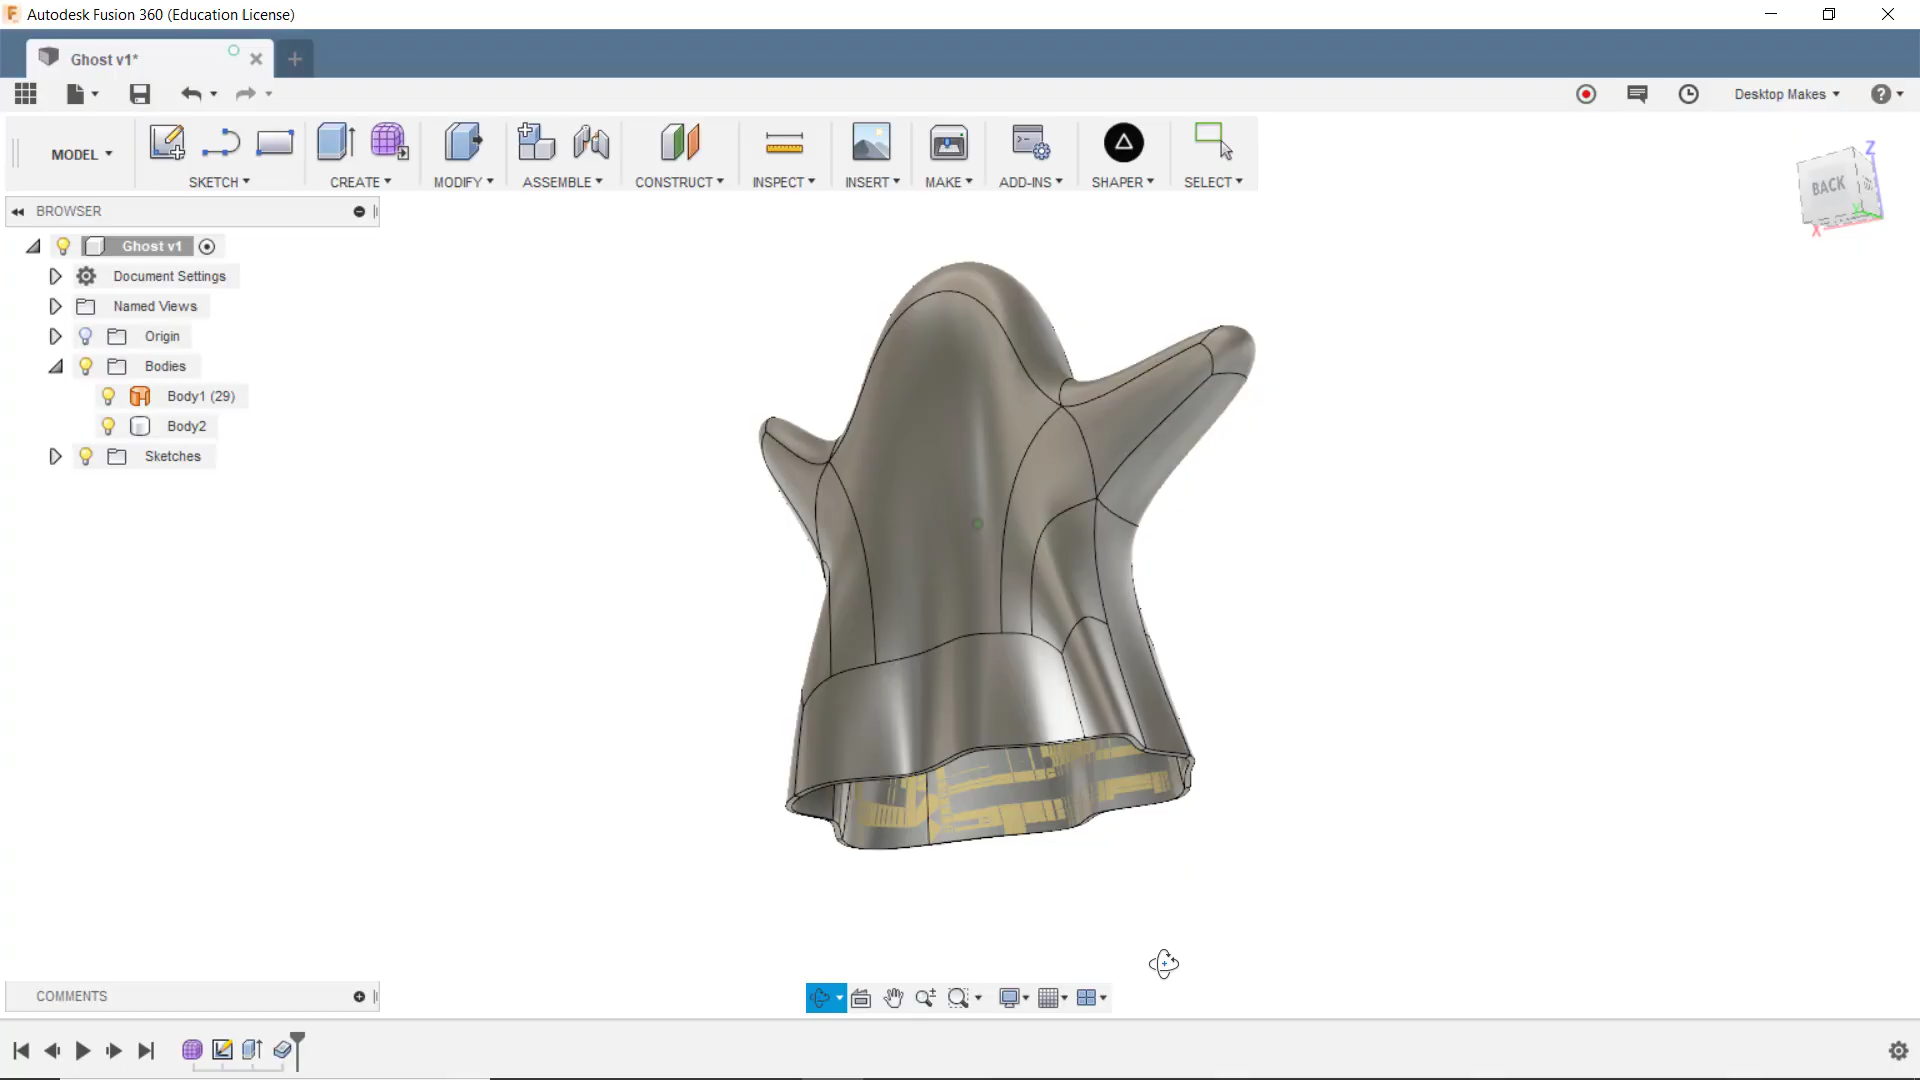 Autodesk Fusion 360 (Education License)
Ghost v1*
Desktop Makes
MODEL
SKETCH
CREATE
MODIFY
ASSEMBLE
CONSTRUCT
INSPECT
INSERT
MAKE
ADD-INS
SHAPER
SELECT
BROWSER
Ghost v1
Document Settings
Named Views
Origin
Bodies
Body1 (29)
Body2
Sketches
Z
BACK
Y
X
COMMENTS